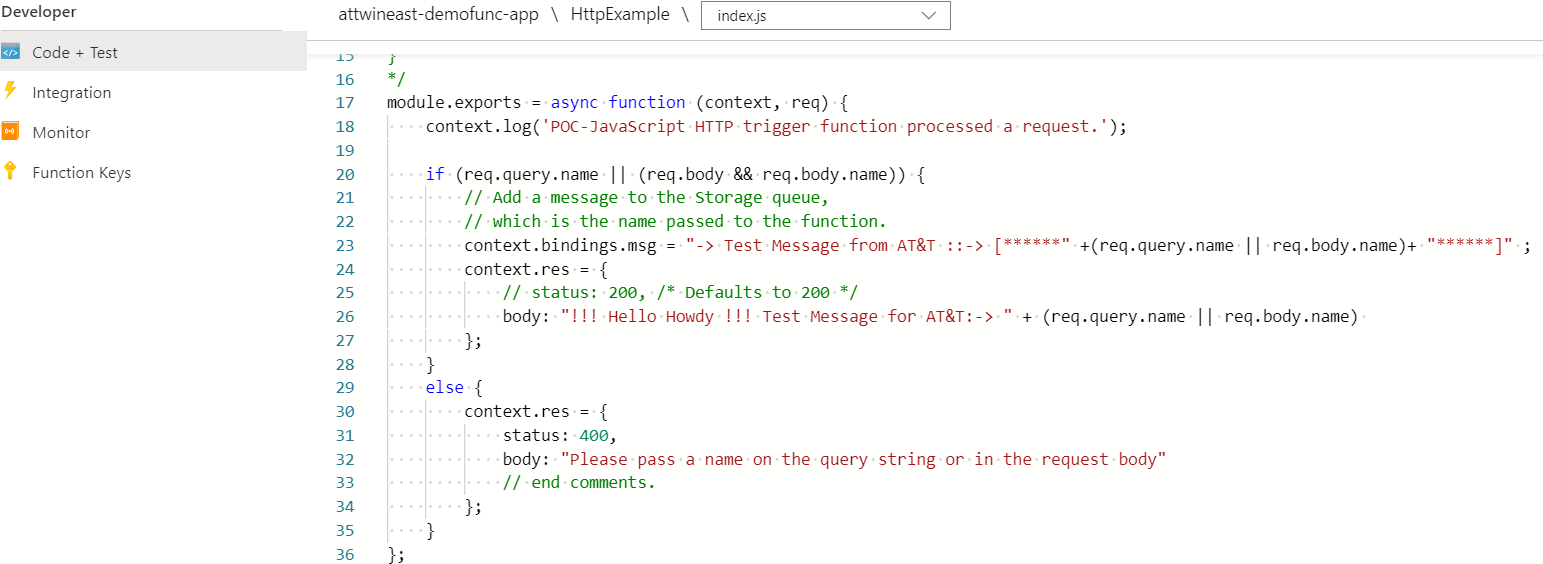 Developer
attwineast-demofunc-app \ HttpExample \ index.js
Code + Test
Integration
Monitor
Function Keys
15 }
16 */
17 module.exports = async function (context, req) {
18     context.log('POC-JavaScript HTTP trigger function processed a request.');
19
20     if (req.query.name || (req.body && req.body.name)) {
21         // Add a message to the Storage queue,
22         // which is the name passed to the function.
23         context.bindings.msg = "-> Test Message from AT&T ::-> [******" +(req.query.name || req.body.name)+ "******]" ;
24         context.res = {
25             // status: 200, /* Defaults to 200 */
26             body: "!!! Hello Howdy !!! Test Message for AT&T:-> " + (req.query.name || req.body.name)
27         };
28     }
29     else {
30         context.res = {
31             status: 400,
32             body: "Please pass a name on the query string or in the request body"
33             // end comments.
34         };
35     }
36 };